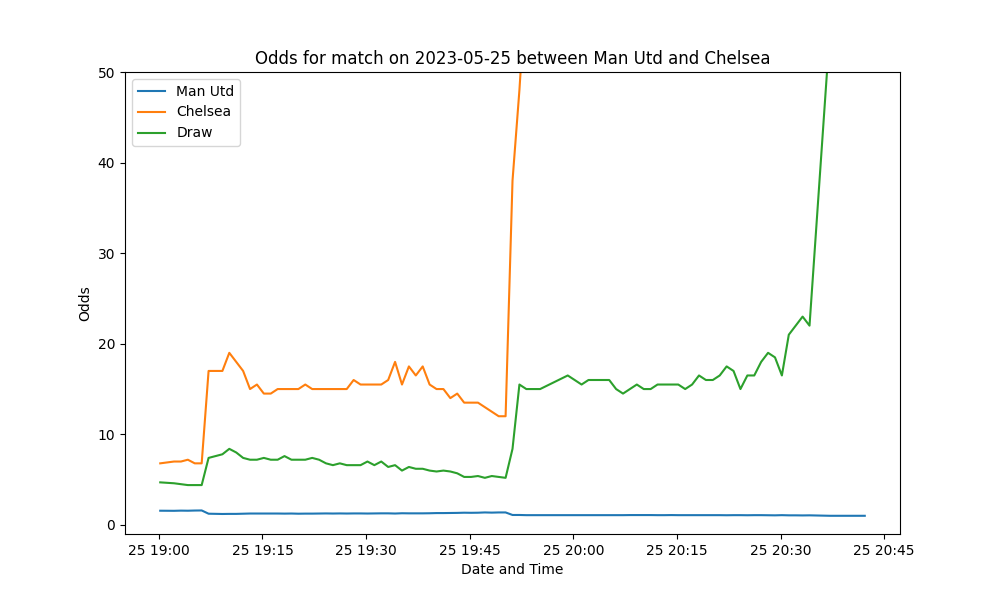 Odds for match on 2023-05-25 between Man Utd and Chelsea
50
40
30
20
10
0
Odds
Man Utd
Chelsea
Draw
25 19:00
25 19:15
25 19:30
25 19:45
25 20:00
25 20:15
25 20:30
25 20:45
Date and Time